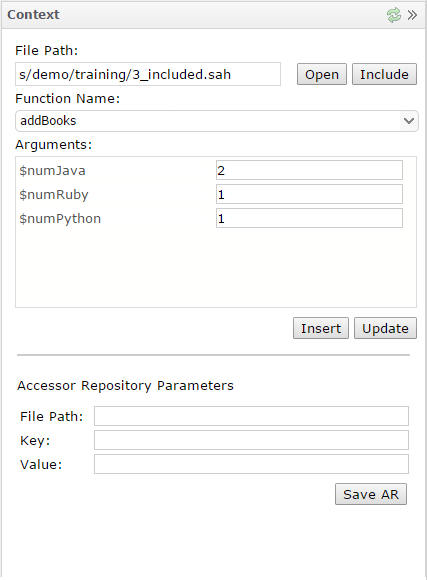 Context
File Path:
s/demo/training/3_included.sah Open Include
Function Name:
addBooks
Arguments:
$numJava 2
$numRuby 1
$numPython 1
Insert Update
Accessor Repository Parameters
File Path:
Key:
Value:
Save AR